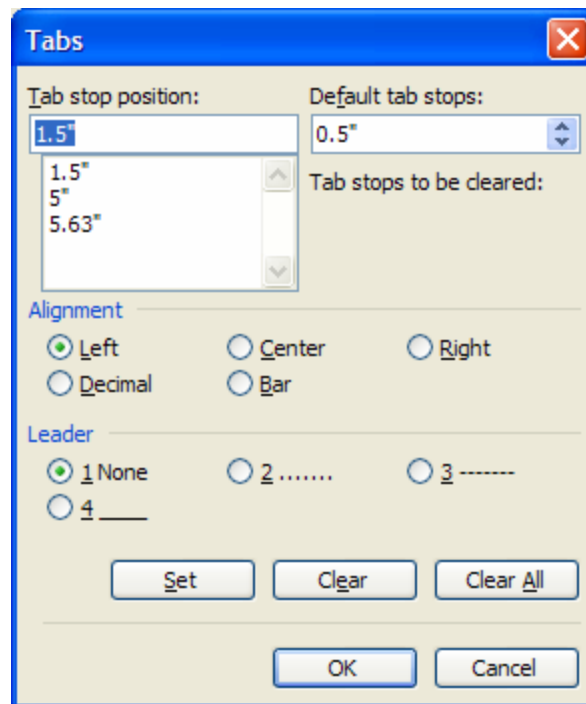 Tabs
Tab stop position: Default tab stops:
1.5" 0.5"
1.5" Tab stops to be cleared:
5"
5.63"
Alignment
Left Center Right
Decimal Bar
Leader
1 None 2 ....... 3 -------
4 ____
Set Clear Clear All
OK Cancel